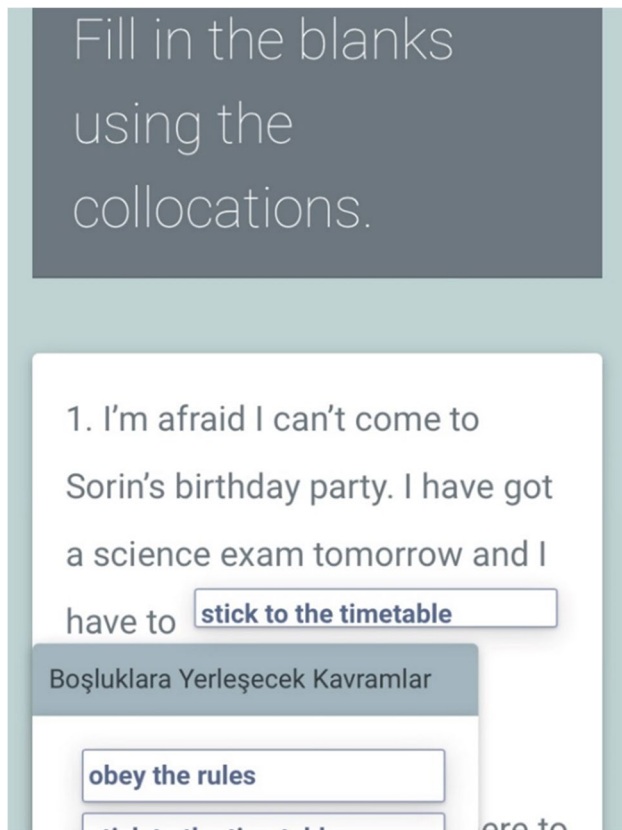 Fill in the blanks
using the
collocations.
1. I'm afraid I can't come to
Sorin's birthday party. I have got
a science exam tomorrow and I
have to stick to the timetable
Boşluklara Yerleşecek Kavramlar
obey the rules